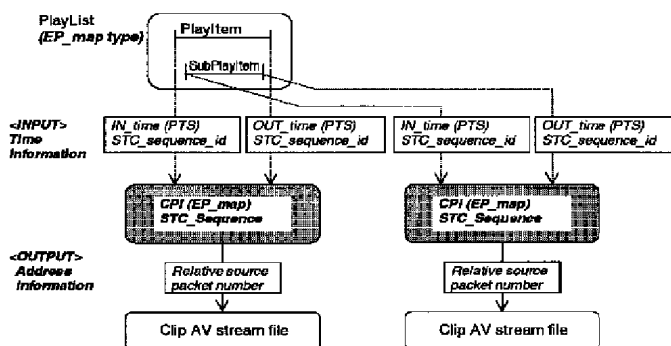 PlayList
(EP_map type)
PlayItem
SubPlayItem
<INPUT>
Time
Information
IN_time (PTS)
STC_sequence_id
OUT_time (PTS)
STC_sequence_id
IN_time (PTS)
STC_sequence_id
OUT_time (PTS)
STC_sequence_id
CPI (EP_map)
STC_Sequence
CPI (EP_map)
STC_Sequence
<OUTPUT>
Address
information
Relative source
packet number
Relative source
packet number
Clip AV stream file
Clip AV stream file